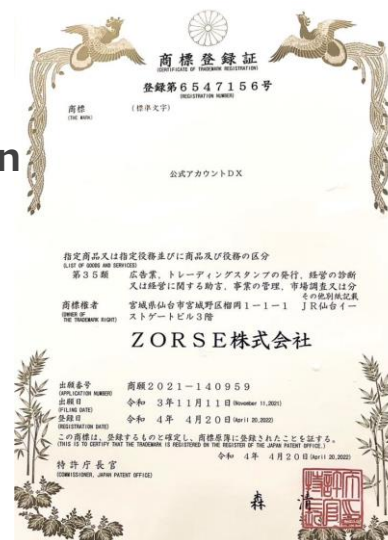 商標登録証
(CERTIFICATE OF TRADEMARK REGISTRATION)
登録第6547156号
(REGISTRATION NUMBER)
商標
(THE MARK)
(標準文字)
n
公式アカウントDX
指定商品又は指定役務並びに商品及び役務の区分
(LIST OF GOODS AND SERVICES)
第35類 広告業、トレーディングスタンプの発行、経営の診断
又は経営に関する助言、事業の管理、市場調査又は分
その他別紙記載
商標権者
(OWNER OF THE TRADEMARK RIGHT)
宮城県仙台市宮城野区榴岡1-1-1 JR仙台イー
ストゲートビル3階
ZORSE株式会社
出願番号 商願2021-140959
(APPLICATION NUMBER)
出願日 令和 3年11月11日(November 11,2021)
(FILING DATE)
登録日 令和 4年 4月20日(April 20,2022)
(REGISTRATION DATE)
この商標は、登録するものと確定し、商標原簿に登録されたことを証する。
(THIS IS TO CERTIFY THAT THE TRADEMARK IS REGISTERED ON THE REGISTER OF THE JAPAN PATENT OFFICE.)
令和 4年 4月20日(April 20,2022)
特許庁長官
(COMMISSIONER, JAPAN PATENT OFFICE)
森 清